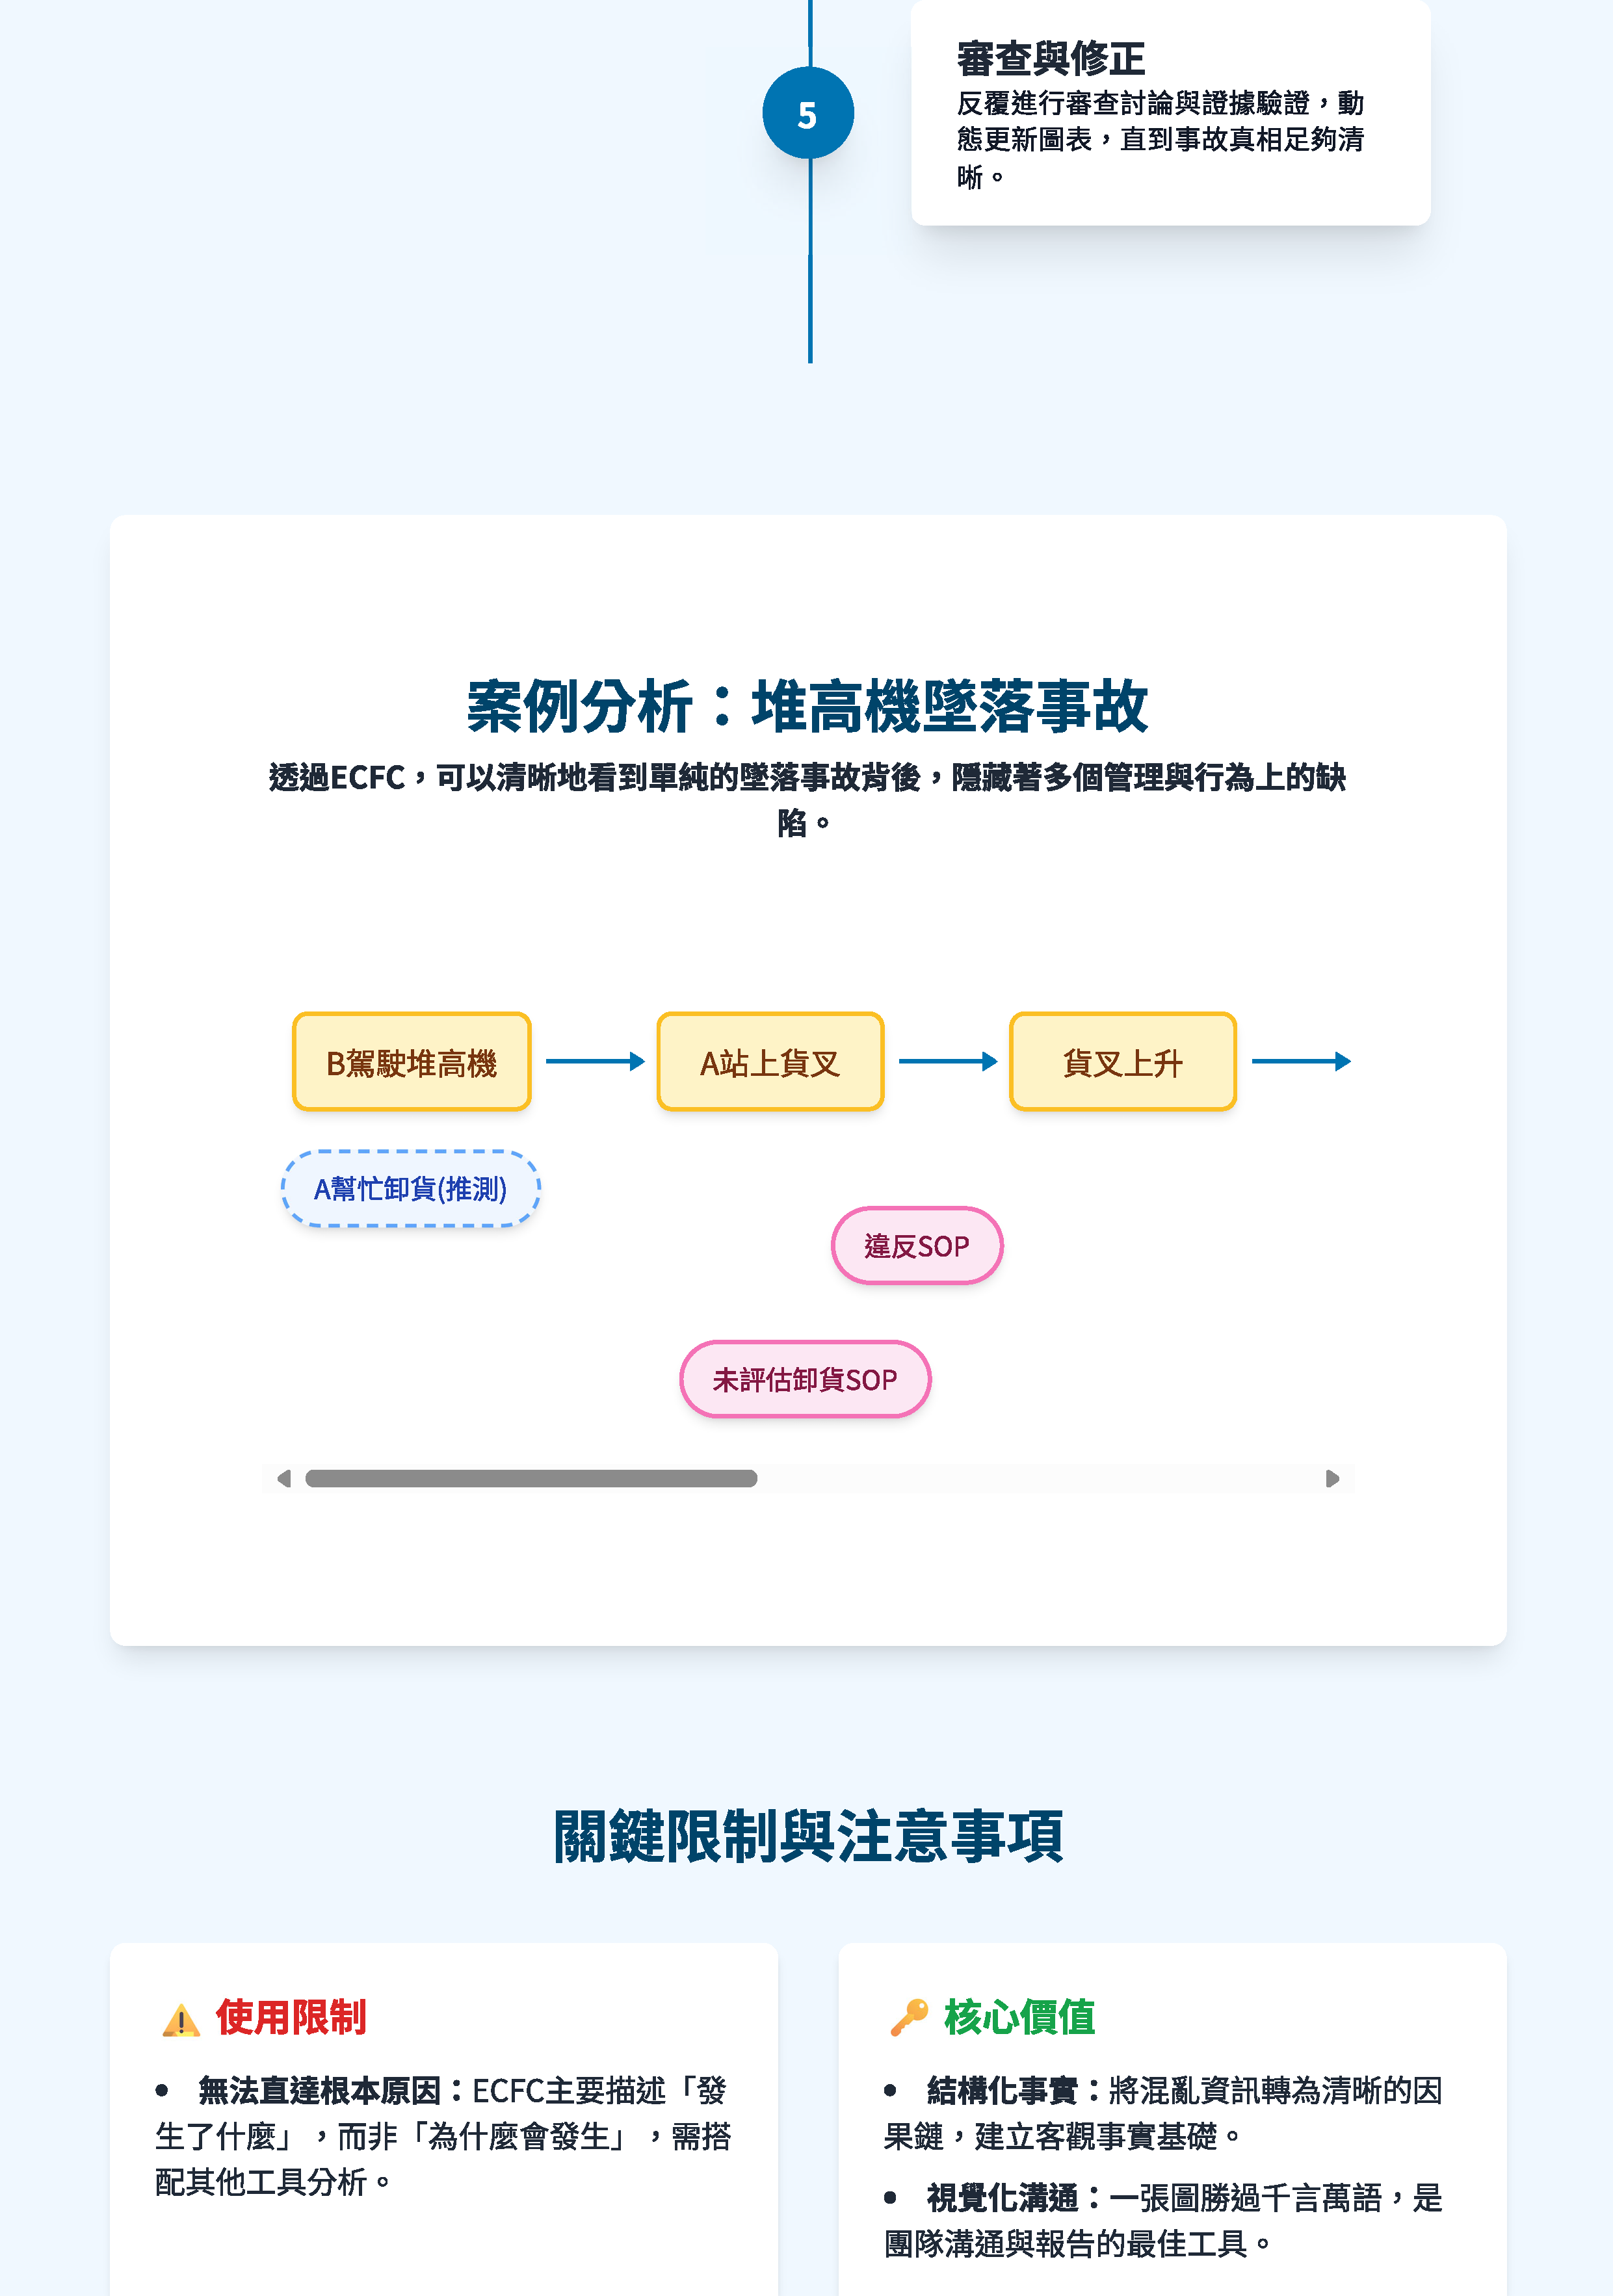 5
審查與修正
反覆進行審查討論與證據驗證，動
態更新圖表，直到事故真相足夠清
晰。
案例分析：堆高機墜落事故
透過ECFC，可以清晰地看到單純的墜落事故背後，隱藏著多個管理與行為上的缺
陷。
B駕駛堆高機
A站上貨叉
貨叉上升
A幫忙卸貨(推測)
違反SOP
未評估卸貨SOP
關鍵限制與注意事項
⚠️ 使用限制
• 無法直達根本原因：ECFC主要描述「發
生了什麼」，而非「為什麼會發生」，需搭
配其他工具分析。
🔑 核心價值
• 結構化事實：將混亂資訊轉為清晰的因
果鏈，建立客觀事實基礎。
• 視覺化溝通：一張圖勝過千言萬語，是
團隊溝通與報告的最佳工具。